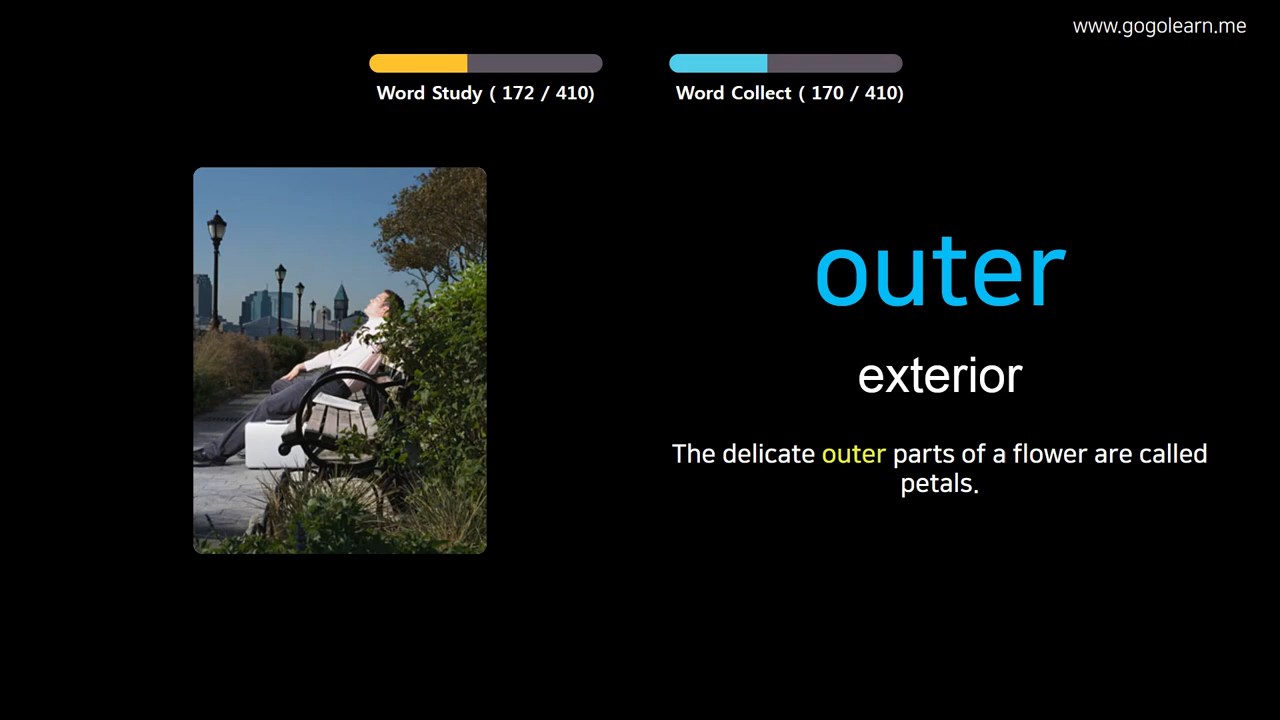 www.gogolearn.me
Word Study ( 172 / 410)
Word Collect ( 170 / 410)
outer
exterior
The delicate outer parts of a flower are called
petals.